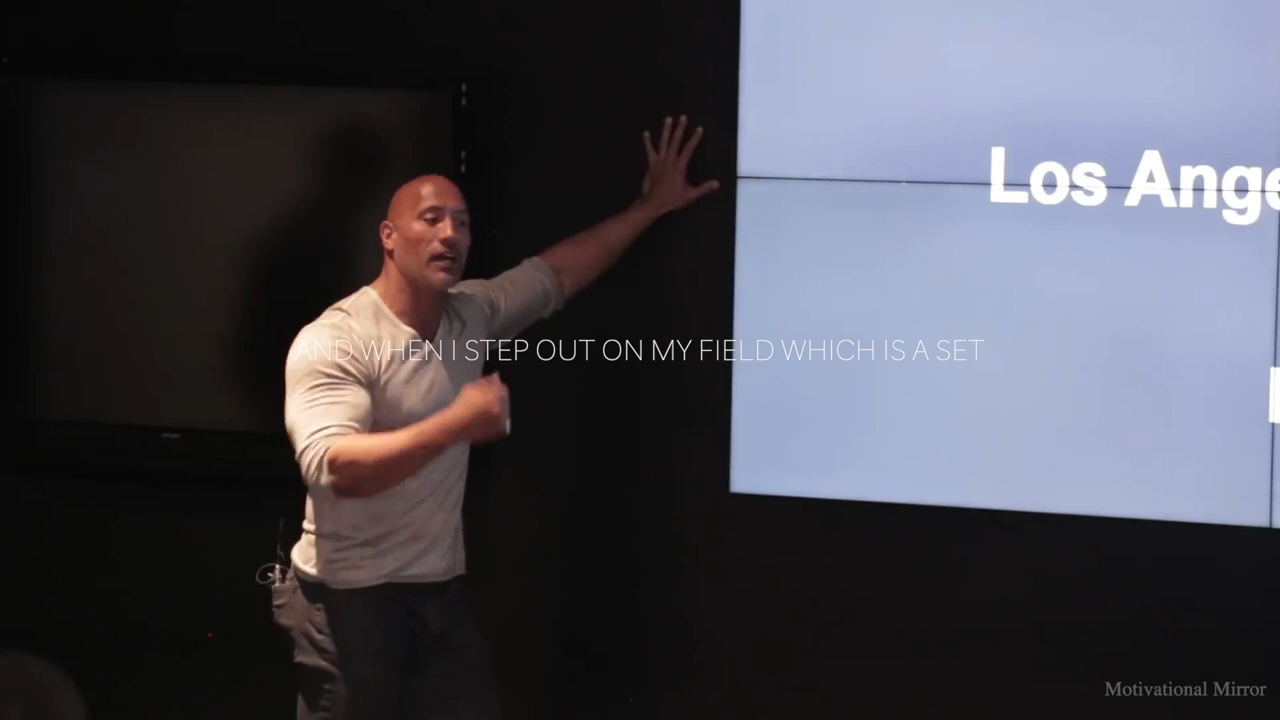 Los Ange
AND WHEN I STEP OUT ON MY FIELD WHICH IS A SET
Motivational Mirror